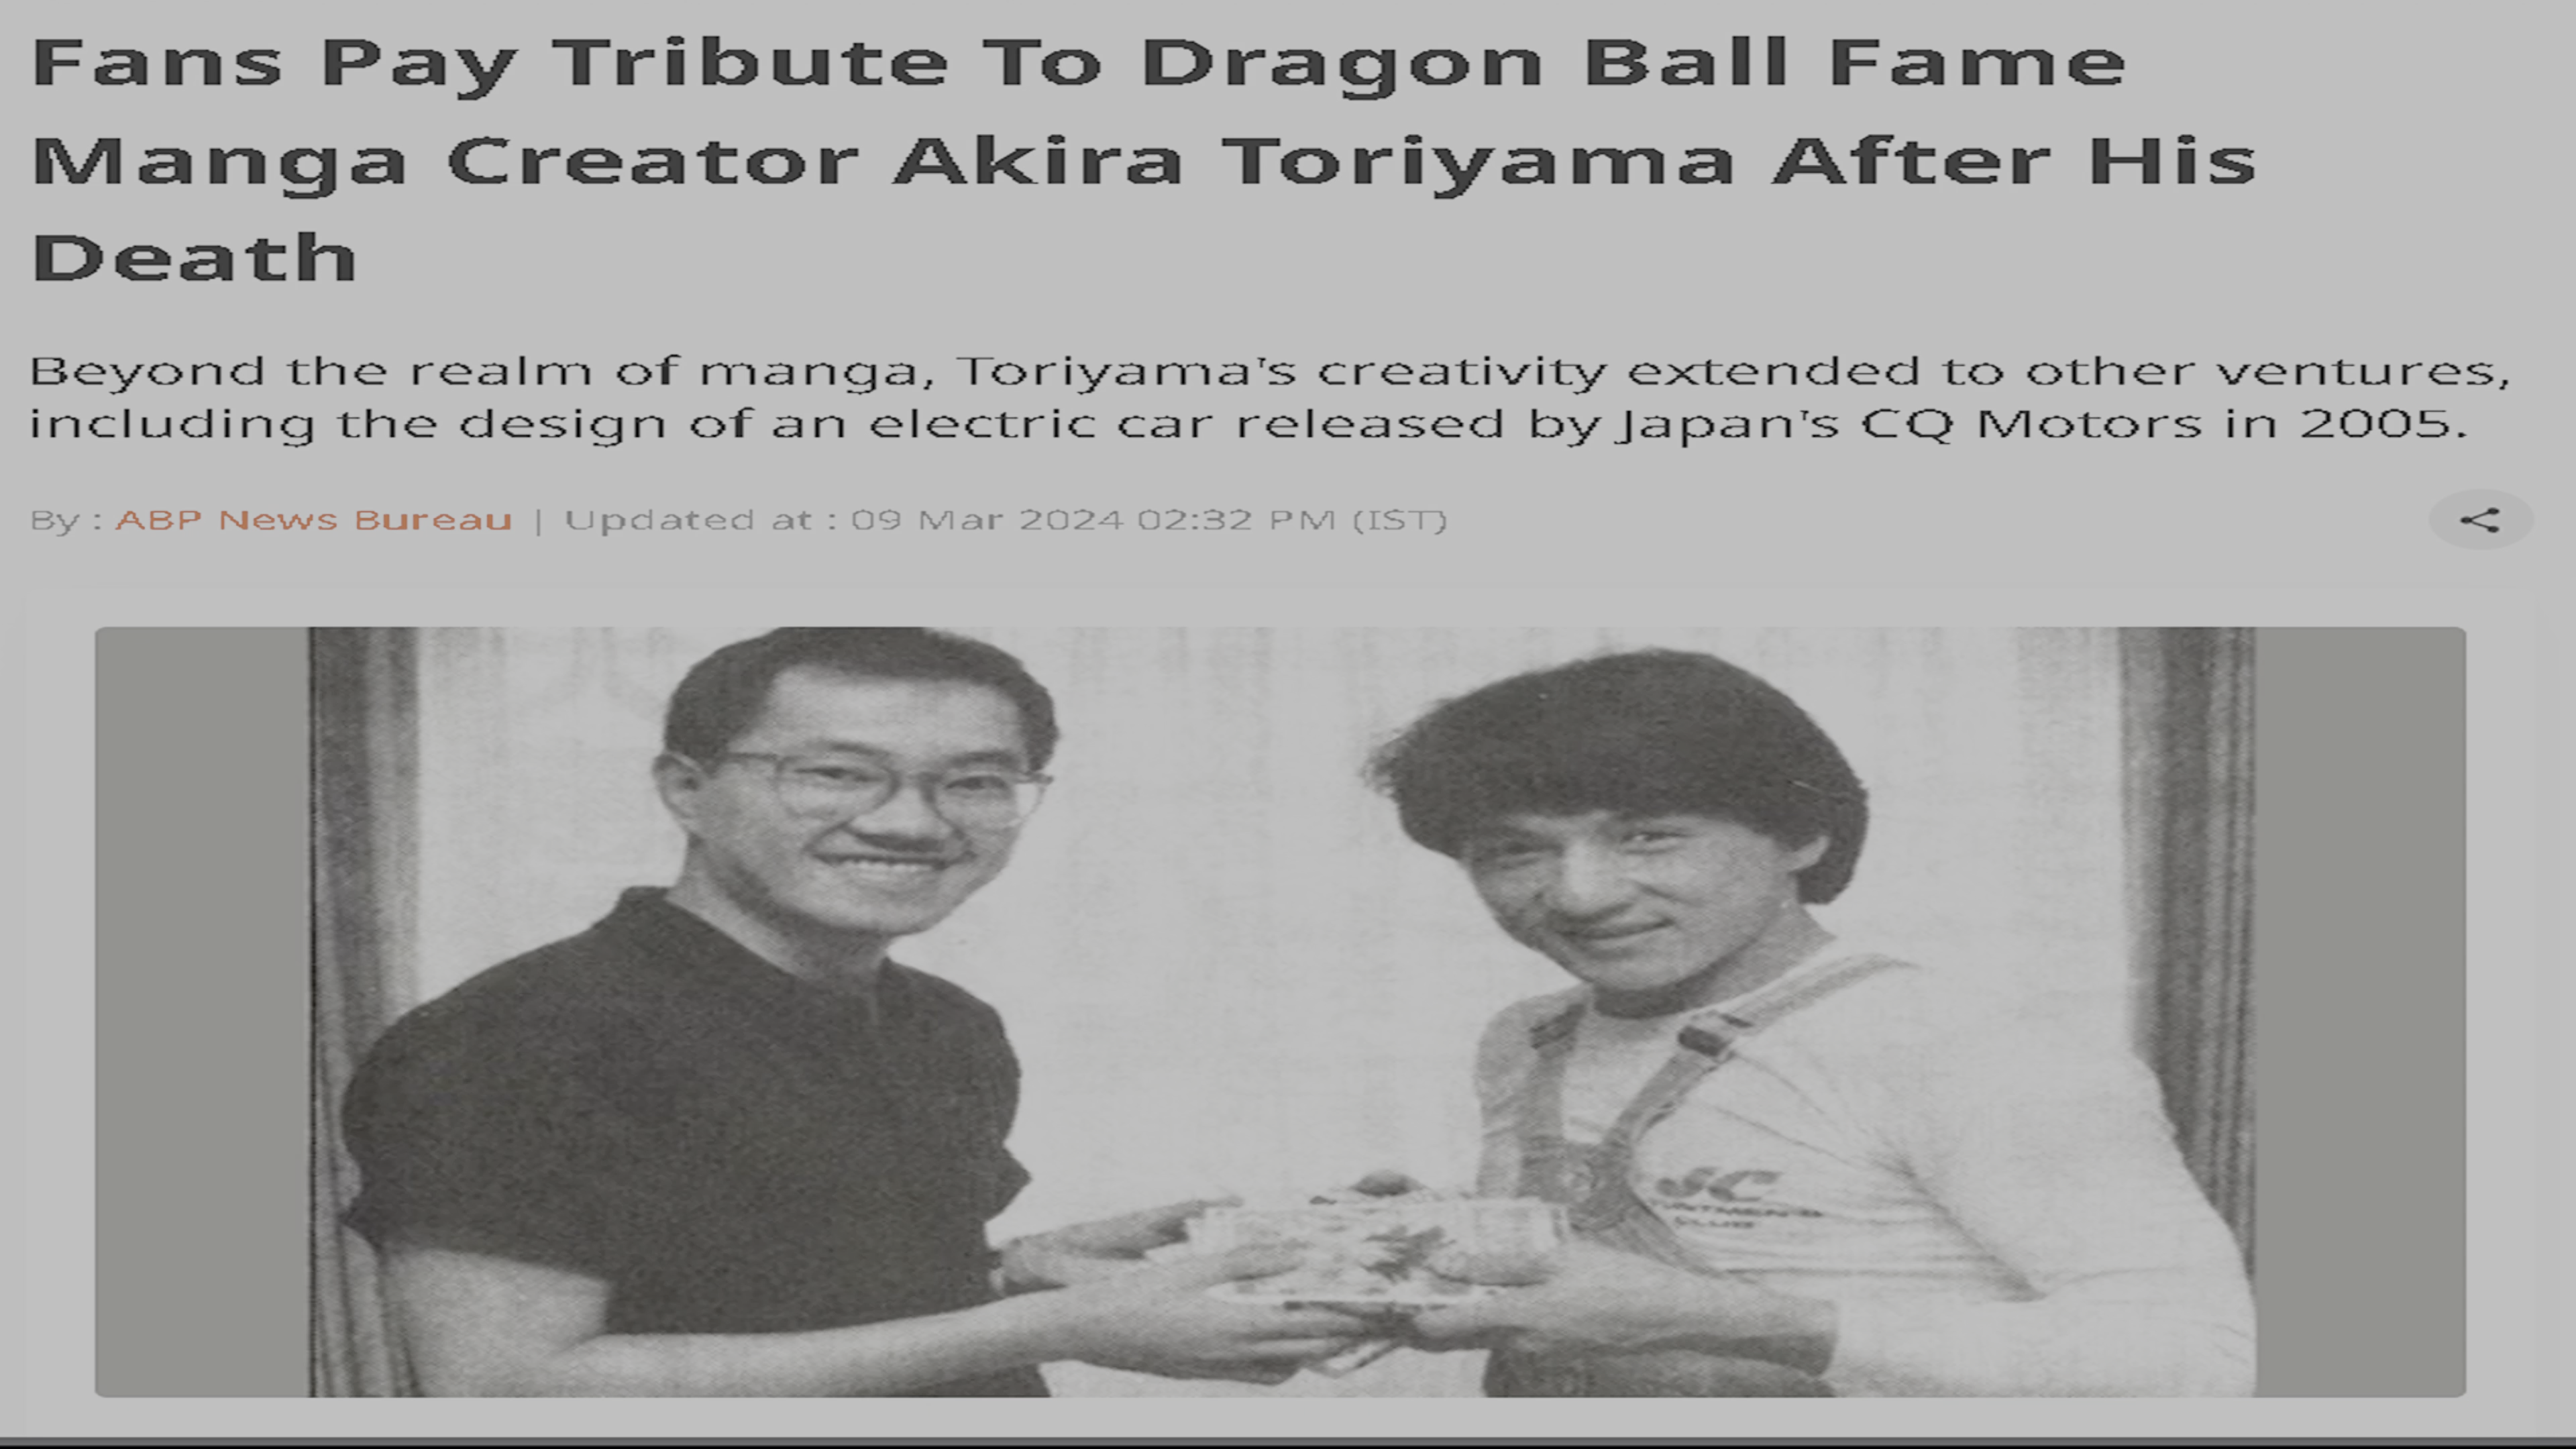 Fans Pay Tribute To Dragon Ball Fame
Manga Creator Akira Toriyama After His
Death
Beyond the realm of manga, Toriyama's creativity extended to other ventures,
including the design of an electric car released by Japan's CQ Motors in 2005.
By : ABP News Bureau | Updated at : 09 Mar 2024 02:32 PM (IST)
JC
CLUB